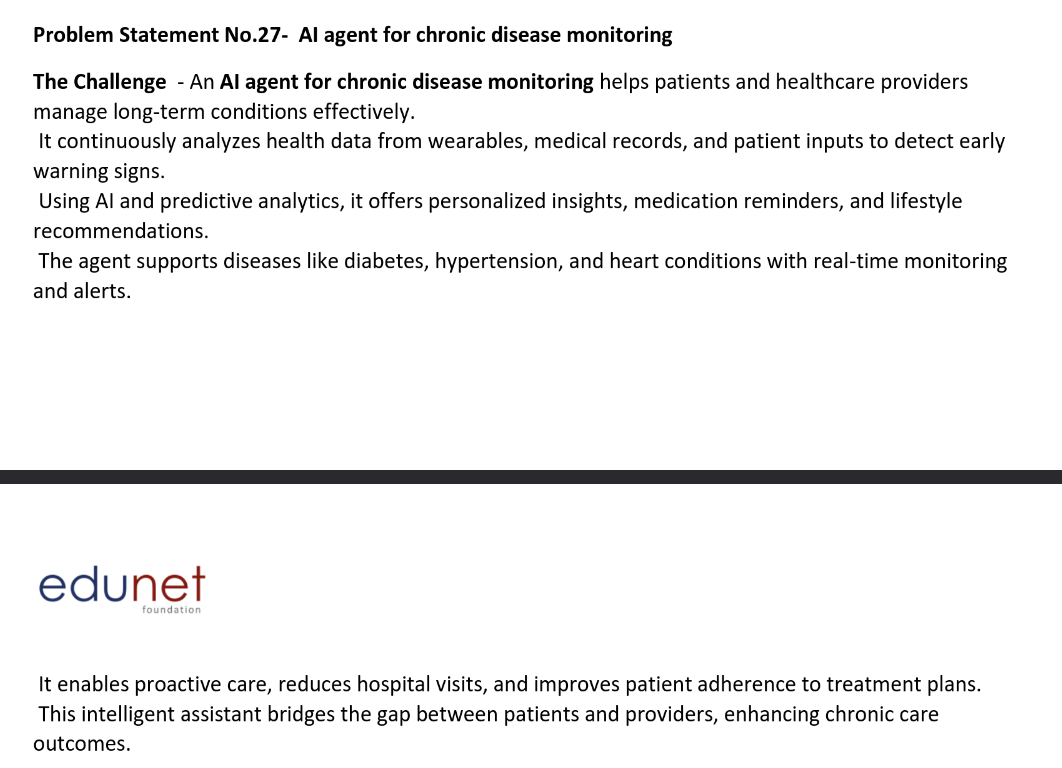 Problem Statement No.27-  AI agent for chronic disease monitoring
The Challenge  - An AI agent for chronic disease monitoring helps patients and healthcare providers
manage long-term conditions effectively.
It continuously analyzes health data from wearables, medical records, and patient inputs to detect early
warning signs.
Using AI and predictive analytics, it offers personalized insights, medication reminders, and lifestyle
recommendations.
The agent supports diseases like diabetes, hypertension, and heart conditions with real-time monitoring
and alerts.
edunet
foundation
It enables proactive care, reduces hospital visits, and improves patient adherence to treatment plans.
This intelligent assistant bridges the gap between patients and providers, enhancing chronic care
outcomes.